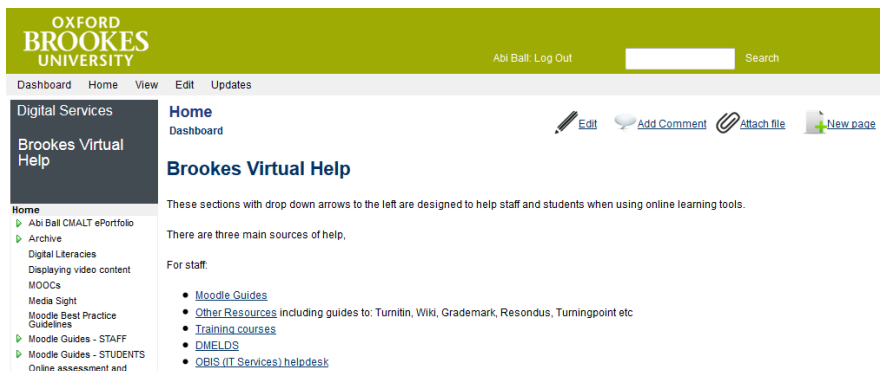 OXFORD
BROOKES
UNIVERSITY
Abi Ball: Log Out
Search
Dashboard Home View Edit Updates
Digital Services
Brookes Virtual
Help
Home
Dashboard
Edit Add Comment Attach file New page
Brookes Virtual Help
These sections with drop down arrows to the left are designed to help staff and students when using online learning tools.
There are three main sources of help,
For staff:
Moodle Guides
Other Resources including guides to: Turnitin, Wiki, Grademark, Resondus, Turningpoint etc
Training courses
DMELDS
OBIS (IT Services) helpdesk
Home
Abi Ball CMALT ePortfolio
Archive
Digital Literacies
Displaying video content
MOOCs
Media Sight
Moodle Best Practice
Guidelines
Moodle Guides - STAFF
Moodle Guides - STUDENTS
Online assessment and